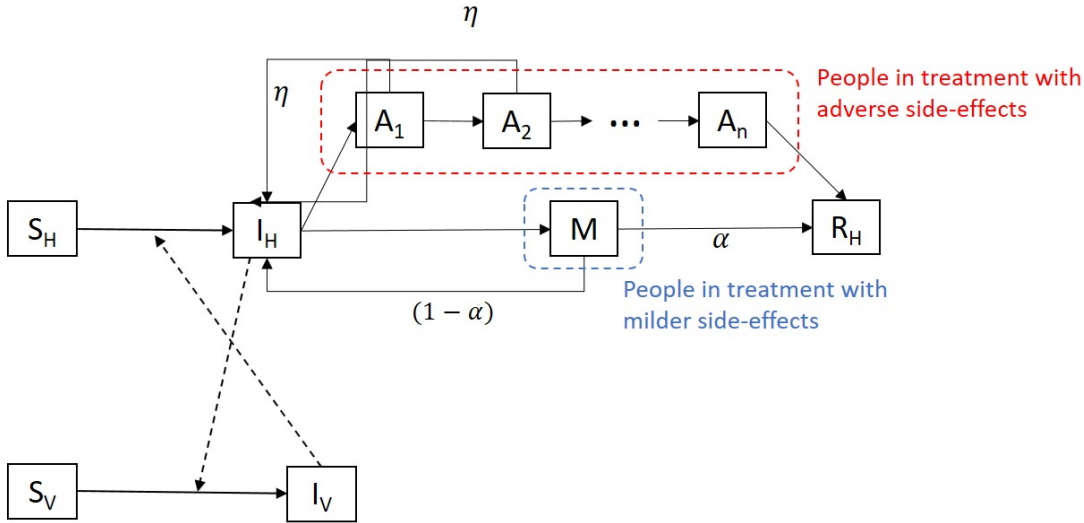 η
η
A1
A2
...
An
People in treatment with
adverse side-effects
SH
IH
M
α
RH
People in treatment with
milder side-effects
(1 − α)
SV
IV